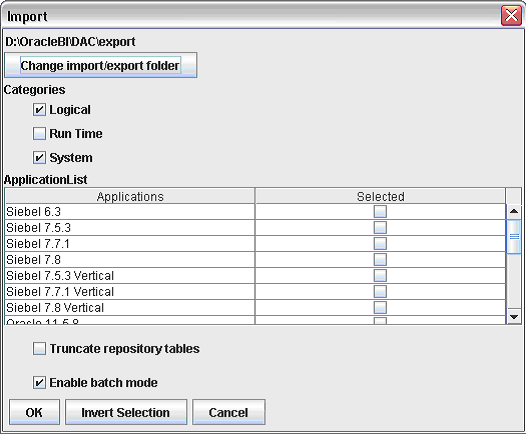 Import
D:\OracleBI\DAC\export
Change import/export folder
Categories
Logical
Run Time
System
ApplicationList
Applications Selected
Siebel 6.3
Siebel 7.5.3
Siebel 7.7.1
Siebel 7.8
Siebel 7.5.3 Vertical
Siebel 7.7.1 Vertical
Siebel 7.8 Vertical
Oracle 11.5.8
Truncate repository tables
Enable batch mode
OK Invert Selection Cancel